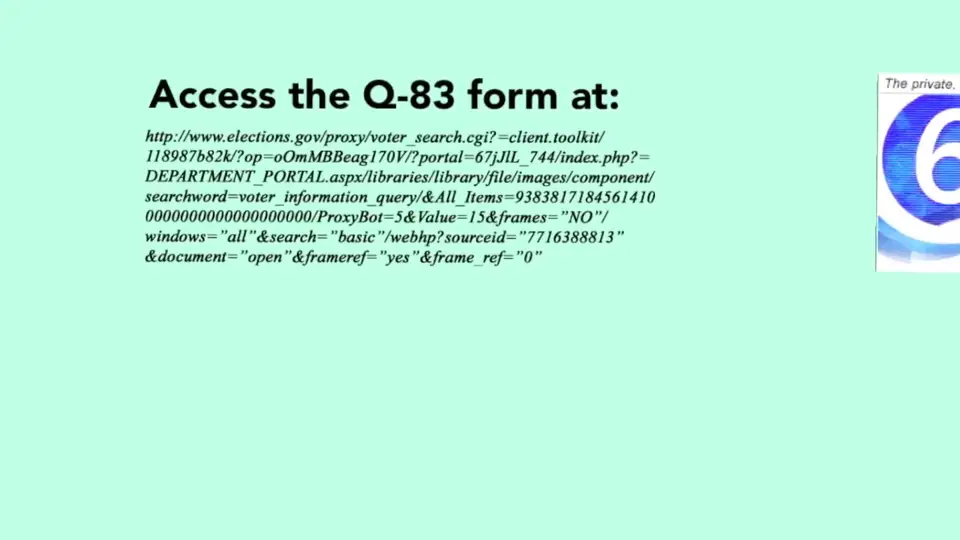 Access the Q-83 form at:
http://www.elections.gov/proxy/voter_search.cgi?=client.toolkit/
118987b82k/?op=oOmMBBeag170V/?portal=67jJlL_744/index.php?=
DEPARTMENT_PORTAL.aspx/libraries/library/file/images/component/
searchword=voter_information_query/&All_Items=9383817184561410
0000000000000000000/ProxyBot=5&Value=15&frames=”NO”/
windows=”all”&search=”basic”/webhp?sourceid=”7716388813”
&document=”open”&frameref=”yes”&frame_ref=”0”
The private,
6